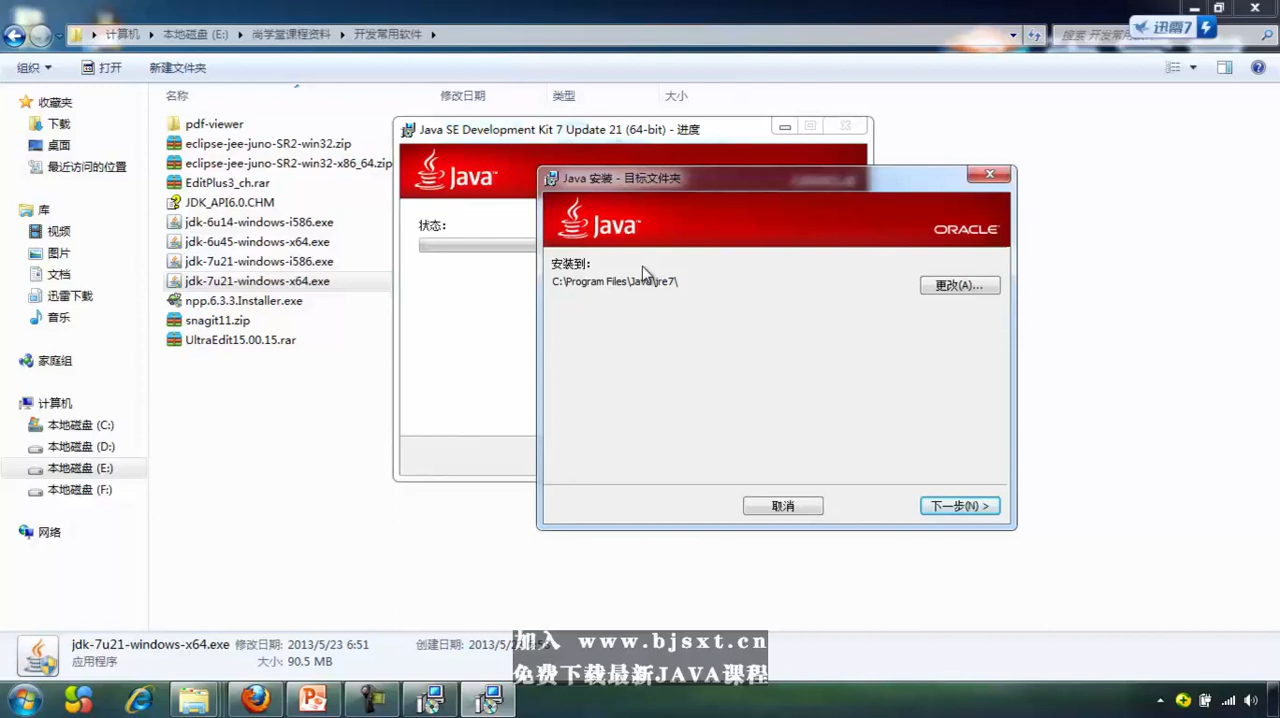 迅雷7
计算机 本地磁盘 (E:) 尚学堂课程资料 开发常用软件
组织 打开 新建文件夹
名称 修改日期 类型 大小
收藏夹
下载
桌面
最近访问的位置
库
视频
图片
文档
迅雷下载
音乐
家庭组
计算机
本地磁盘 (C:)
本地磁盘 (D:)
本地磁盘 (E:)
本地磁盘 (F:)
网络
pdf-viewer
eclipse-jee-juno-SR2-win32.zip
eclipse-jee-juno-SR2-win32-x86_64.zip
EditPlus3_ch.rar
JDK_API6.0.CHM
jdk-6u14-windows-i586.exe
jdk-6u45-windows-x64.exe
jdk-7u21-windows-i586.exe
jdk-7u21-windows-x64.exe
npp.6.3.3.Installer.exe
snagit11.zip
UltraEdit15.00.15.rar
Java SE Development Kit 7 Update 21 (64-bit) - 进度
Java
状态:
Java 安装 - 目标文件夹
Java
ORACLE
安装到:
C:\Program Files\Java\jre7\
更改(A)...
取消
下一步(N) >
jdk-7u21-windows-x64.exe 修改日期: 2013/5/23 6:51 创建日期: 2013/5/23
应用程序 大小: 90.5 MB
加入 www.bjsxt.cn
免费下载最新JAVA课程